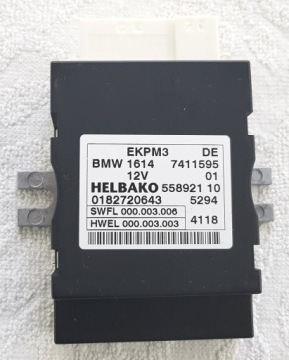 EKPM3 DE
BMW 1614 7411595
12V 01
HELBAKO 558921 10
0182720643 5294
SWFL 000.003.006
HWEL 000.003.003 4118